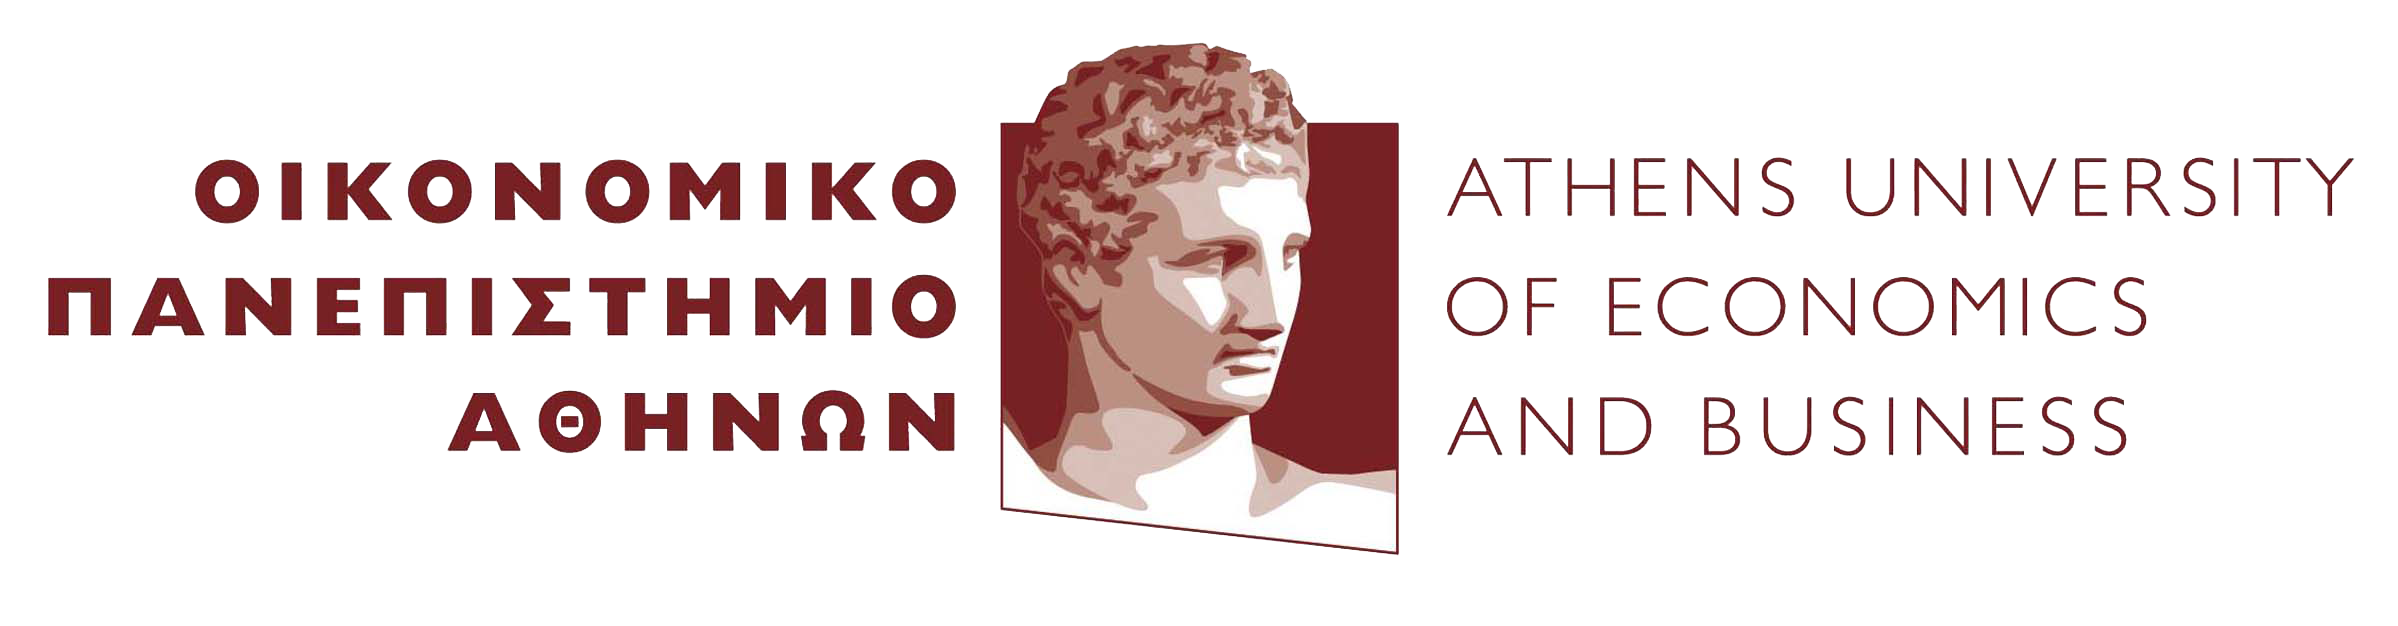 ΟΙΚΟΝΟΜΙΚΟ
ΠΑΝΕΠΙΣΤΗΜΙΟ
ΑΘΗΝΩΝ
ATHENS UNIVERSITY
OF ECONOMICS
AND BUSINESS